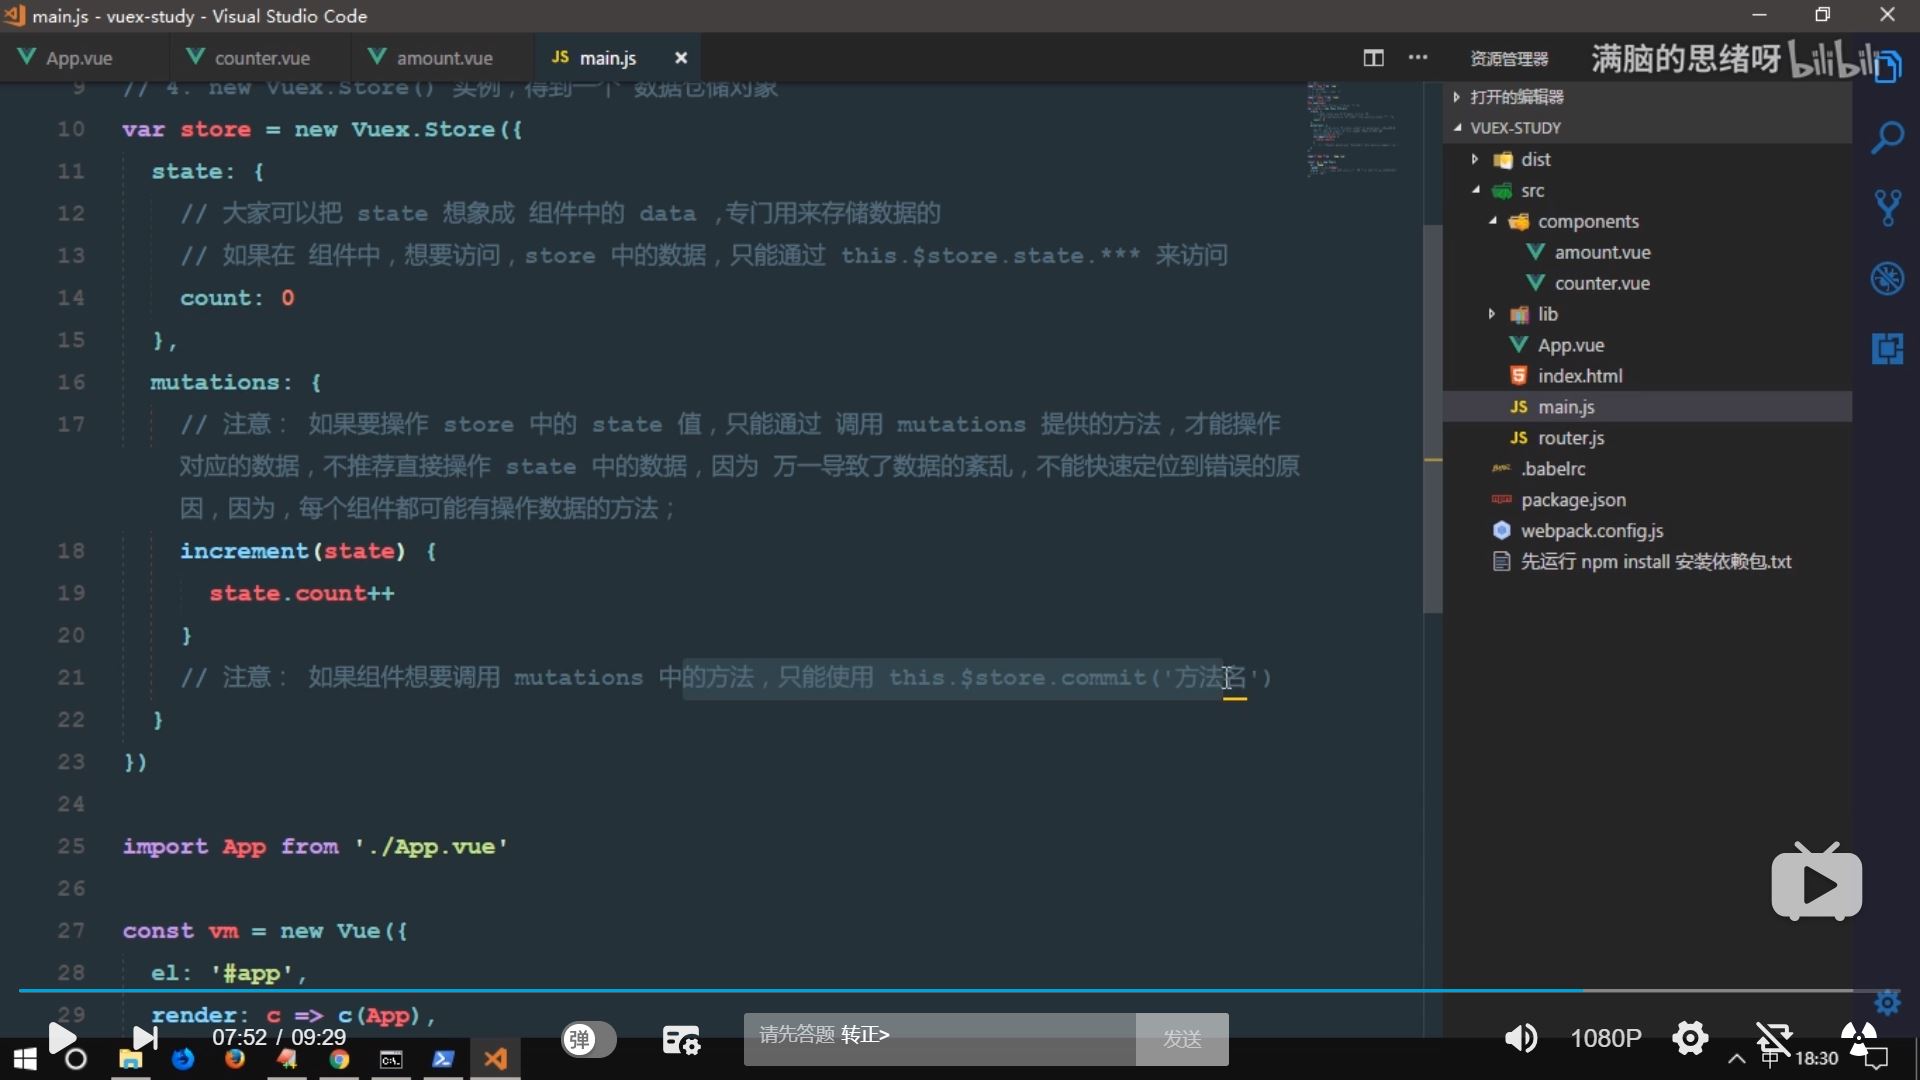 main.js - vuex-study - Visual Studio Code
App.vue
counter.vue
amount.vue
JS main.js
资源管理器
满脑的思绪呀 bilibili
9 // 4. new Vuex.Store() 实例，得到一个 数据仓储对象
10 var store = new Vuex.Store({
11 state: {
12 // 大家可以把 state 想象成 组件中的 data ,专门用来存储数据的
13 // 如果在 组件中，想要访问，store 中的数据，只能通过 this.$store.state.*** 来访问
14 count: 0
15 },
16 mutations: {
17 // 注意： 如果要操作 store 中的 state 值，只能通过 调用 mutations 提供的方法，才能操作
对应的数据，不推荐直接操作 state 中的数据，因为 万一导致了数据的紊乱，不能快速定位到错误的原
因，因为，每个组件都可能有操作数据的方法；
18 increment(state) {
19 state.count++
20 }
21 // 注意： 如果组件想要调用 mutations 中的方法，只能使用 this.$store.commit('方法名')
22 }
23 })
24
25 import App from './App.vue'
26
27 const vm = new Vue({
28 el: '#app',
29 render: c => c(App),
打开的编辑器
VUEX-STUDY
dist
src
components
amount.vue
counter.vue
lib
App.vue
index.html
JS main.js
JS router.js
.babelrc
package.json
webpack.config.js
先运行 npm install 安装依赖包.txt
07:52 / 09:29
弹
请先答题 转正>
发送
1080P
中
18:30